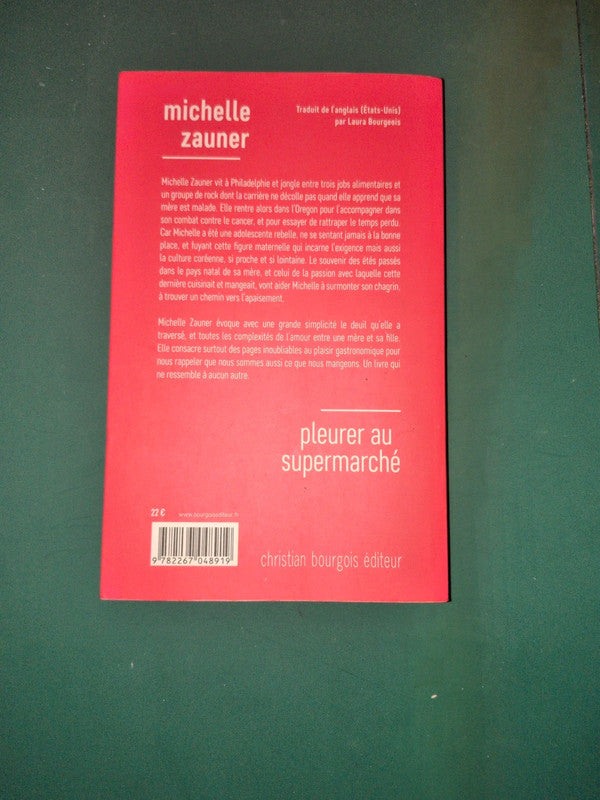 michelle
zauner
Traduit de l'anglais (États-Unis)
par Laura Bourgeois
Michelle Zauner vit à Philadelphie et jongle entre trois jobs alimentaires et
un groupe de rock dont la carrière ne décolle pas quand elle apprend que sa
mère est malade. Elle rentre alors dans l'Oregon pour l'accompagner dans
son combat contre le cancer, et pour essayer de rattraper le temps perdu.
Car Michelle a été une adolescente rebelle, ne se sentant jamais à la bonne
place, et fuyant cette figure maternelle qui incarne l'exigence mais aussi
la culture coréenne, si proche et si lointaine. Le souvenir des étés passés
dans le pays natal de sa mère, et celui de la passion avec laquelle cette
dernière cuisinait et mangeait, vont aider Michelle à surmonter son chagrin,
à trouver un chemin vers l'apaisement.
Michelle Zauner évoque avec une grande simplicité le deuil qu'elle a
traversé, et toutes les complexités de l'amour entre une mère et sa fille.
Elle consacre surtout des pages inoubliables au plaisir gastronomique pour
nous rappeler que nous sommes aussi ce que nous mangeons. Un livre qui
ne ressemble à aucun autre.
pleurer au
supermarché
22 €
www.bourgoisediteur.fr
9 782267 048919
christian bourgois éditeur